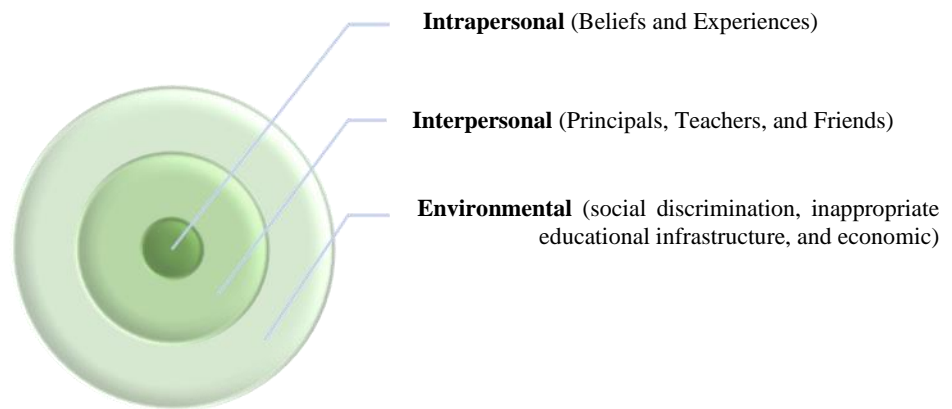 Intrapersonal (Beliefs and Experiences)
Interpersonal (Principals, Teachers, and Friends)
Environmental (social discrimination, inappropriate
educational infrastructure, and economic)